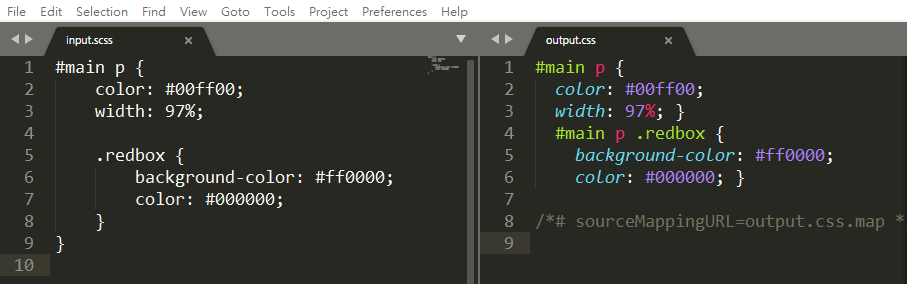 File Edit Selection Find View Goto Tools Project Preferences Help
input.scss ×
1 #main p {
2 color: #00ff00;
3 width: 97%;
4
5 .redbox {
6 background-color: #ff0000;
7 color: #000000;
8 }
9 }
10
output.css ×
1 #main p {
2 color: #00ff00;
3 width: 97%; }
4 #main p .redbox {
5 background-color: #ff0000;
6 color: #000000; }
7
8 /*# sourceMappingURL=output.css.map *
9